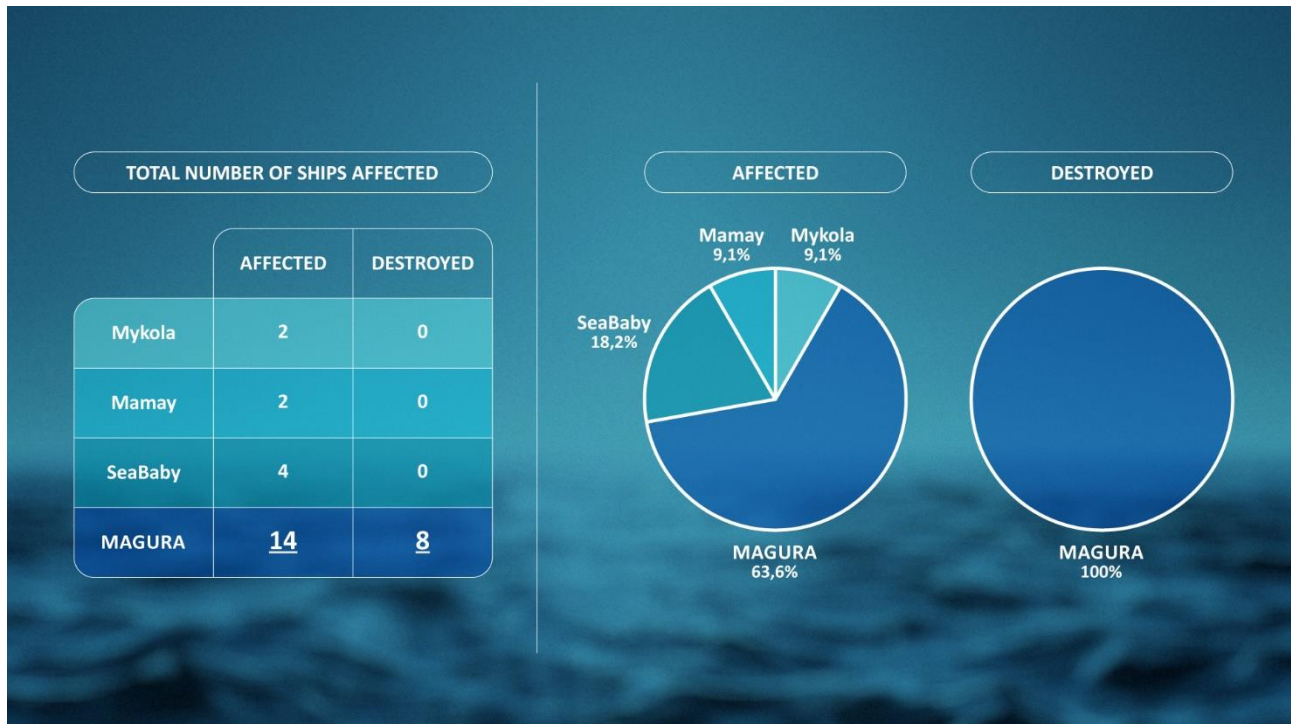 TOTAL NUMBER OF SHIPS AFFECTED
AFFECTED DESTROYED
Mykola 2 0
Mamay 2 0
SeaBaby 4 0
MAGURA 14 8
AFFECTED
Mamay
9,1%
Mykola
9,1%
SeaBaby
18,2%
MAGURA
63,6%
DESTROYED
MAGURA
100%